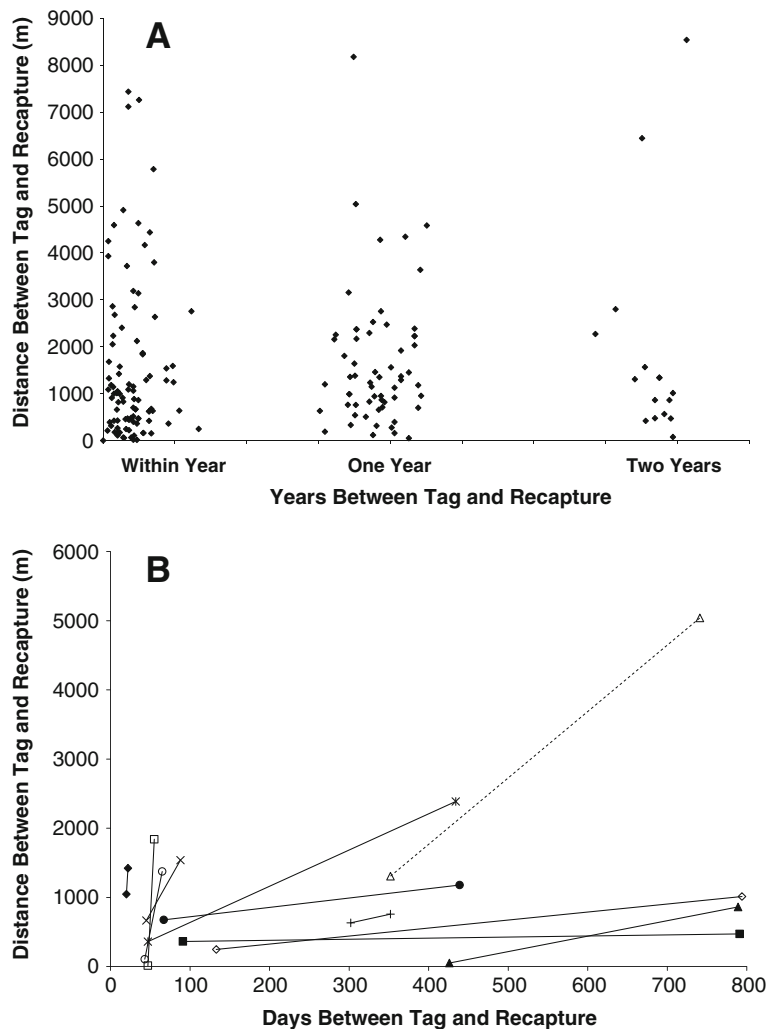 A
Distance Between Tag and Recapture (m)
9000
8000
7000
6000
5000
4000
3000
2000
1000
0
Within Year
One Year
Two Years
Years Between Tag and Recapture
B
Distance Between Tag and Recapture (m)
6000
5000
4000
3000
2000
1000
0
0 100 200 300 400 500 600 700 800
Days Between Tag and Recapture